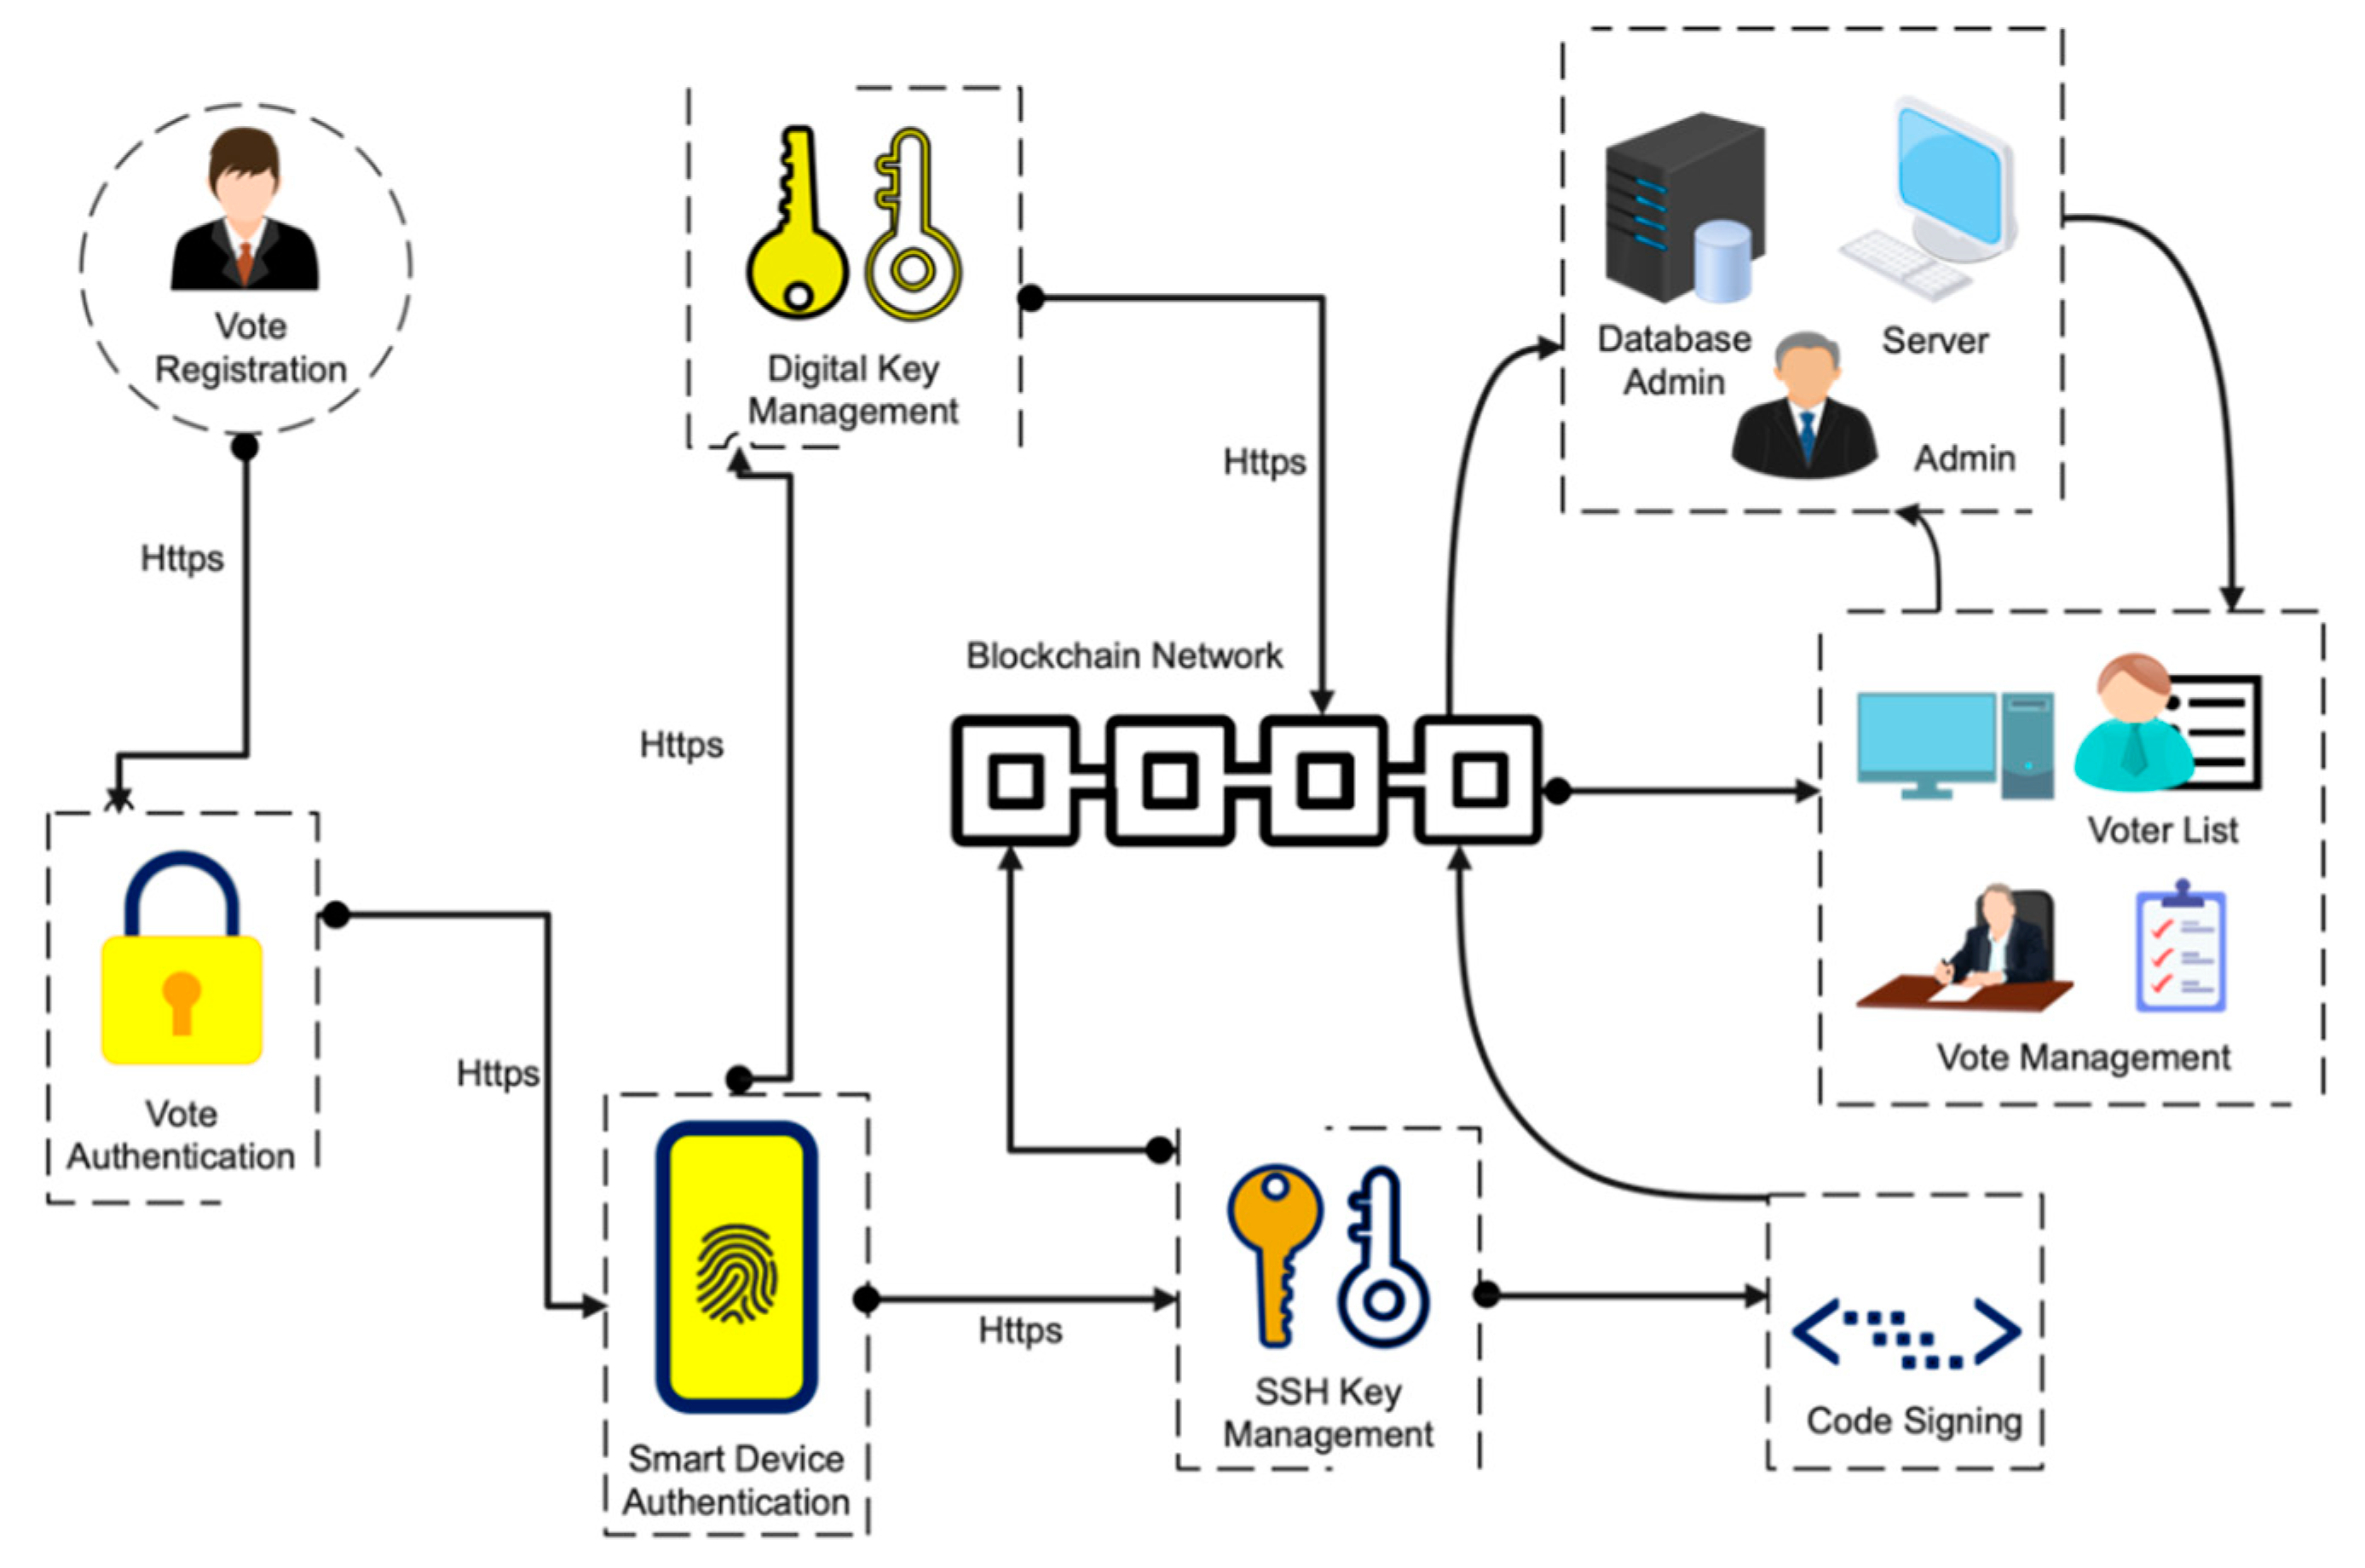 Vote
Registration
Https
Vote
Authentication
Https
Smart Device
Authentication
Https
Digital Key
Management
Https
Https
SSH Key
Management
Blockchain Network
Code Signing
Database
Admin
Server
Admin
Voter List
Vote Management